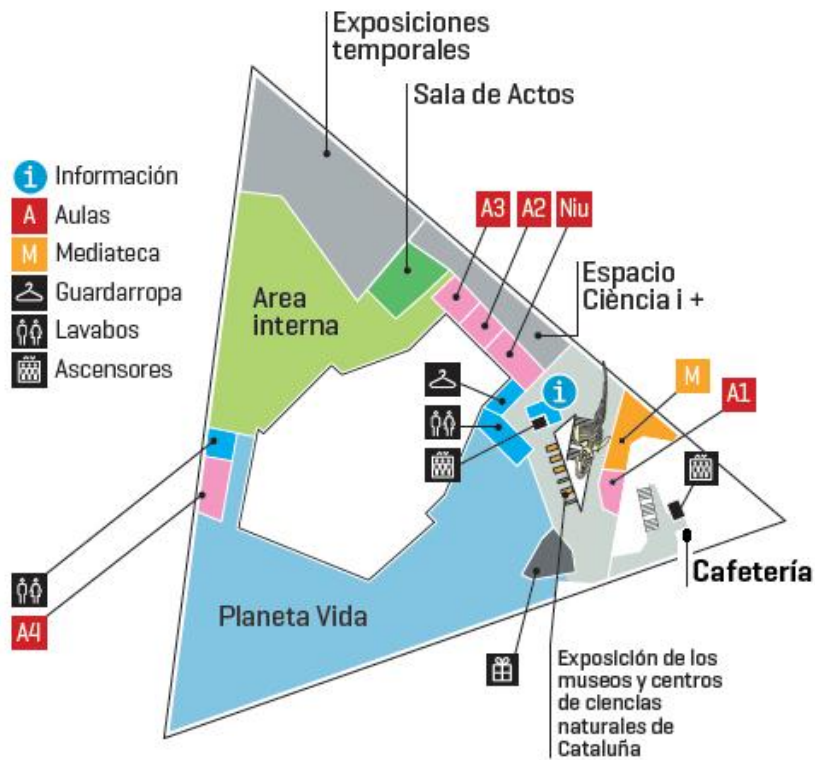 Exposiciones
temporales
Sala de Actos
i Información
A Aulas
M Mediateca
Guardarropa
Lavabos
Ascensores
A3 A2 Niu
Espacio
Ciència i +
Area
interna
i
M
A1
Cafetería
Planeta Vida
A4
Exposición de los
museos y centros
de ciencias
naturales de
Cataluña